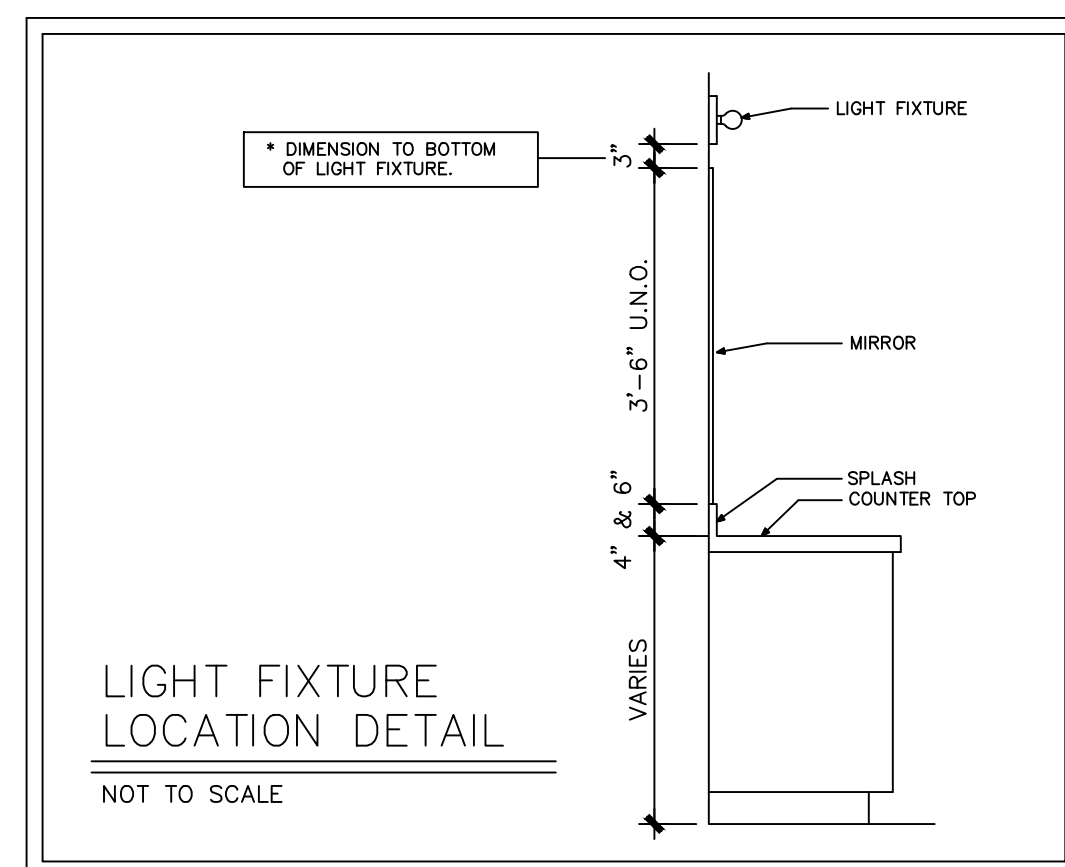 LIGHT FIXTURE
* DIMENSION TO BOTTOM
OF LIGHT FIXTURE.
3"
3'-6" U.N.O.
MIRROR
4" & 6"
SPLASH
COUNTER TOP
VARIES
LIGHT FIXTURE
LOCATION DETAIL
NOT TO SCALE